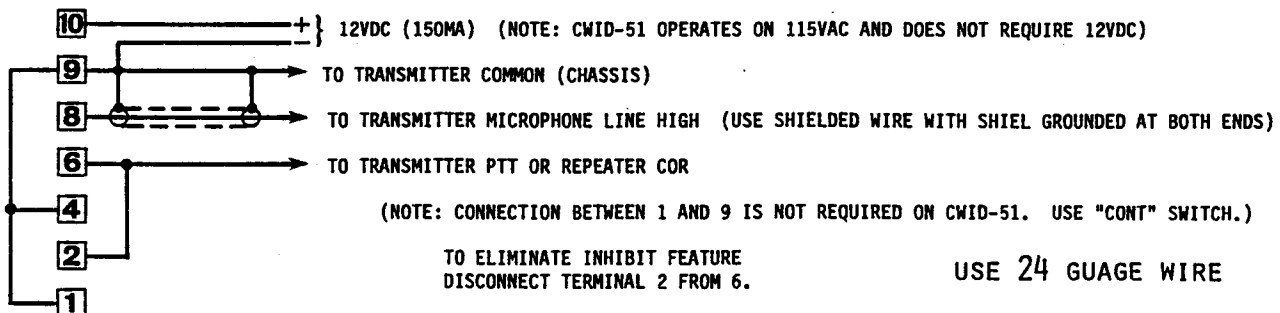 10 + } 12VDC (150MA) (NOTE: CWID-51 OPERATES ON 115VAC AND DOES NOT REQUIRE 12VDC)
−
9 TO TRANSMITTER COMMON (CHASSIS)
8 TO TRANSMITTER MICROPHONE LINE HIGH (USE SHIELDED WIRE WITH SHIEL GROUNDED AT BOTH ENDS)
6 TO TRANSMITTER PTT OR REPEATER COR
4 (NOTE: CONNECTION BETWEEN 1 AND 9 IS NOT REQUIRED ON CWID-51. USE "CONT" SWITCH.)
2 TO ELIMINATE INHIBIT FEATURE
DISCONNECT TERMINAL 2 FROM 6.
USE 24 GUAGE WIRE
1